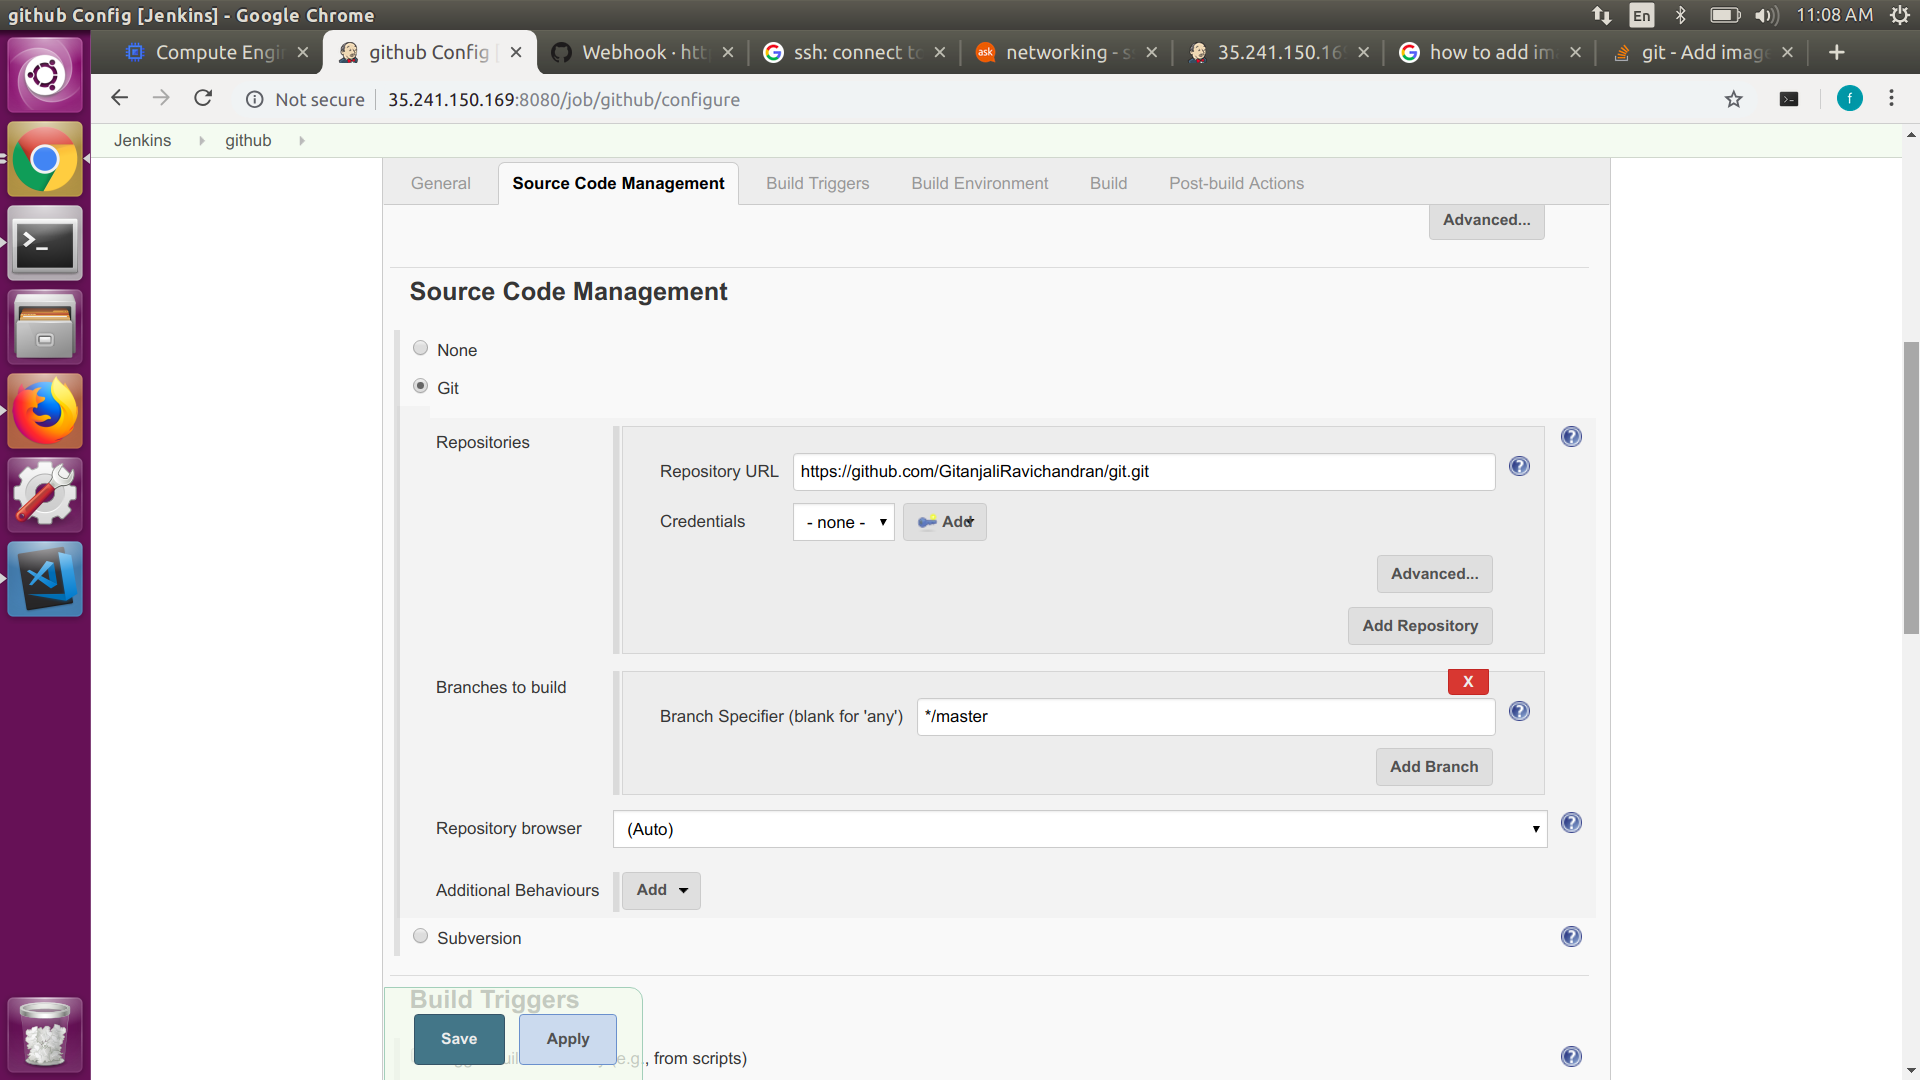 github Config [Jenkins] - Google Chrome
En
11:08 AM
Compute Engi
github Config [
Webhook · htt
ssh: connect to
ask
networking - s
35.241.150.16
how to add im
git - Add imag
Not secure
35.241.150.169:8080/job/github/configure
f
Jenkins
github
General
Source Code Management
Build Triggers
Build Environment
Build
Post-build Actions
Advanced...
Source Code Management
None
Git
Repositories
Repository URL
https://github.com/GitanjaliRavichandran/git.git
Credentials
- none -
Add
Advanced...
Add Repository
Branches to build
X
Branch Specifier (blank for 'any')
*/master
Add Branch
Repository browser
(Auto)
Additional Behaviours
Add
Subversion
Build Triggers
Save
Apply
(e.g., from scripts)